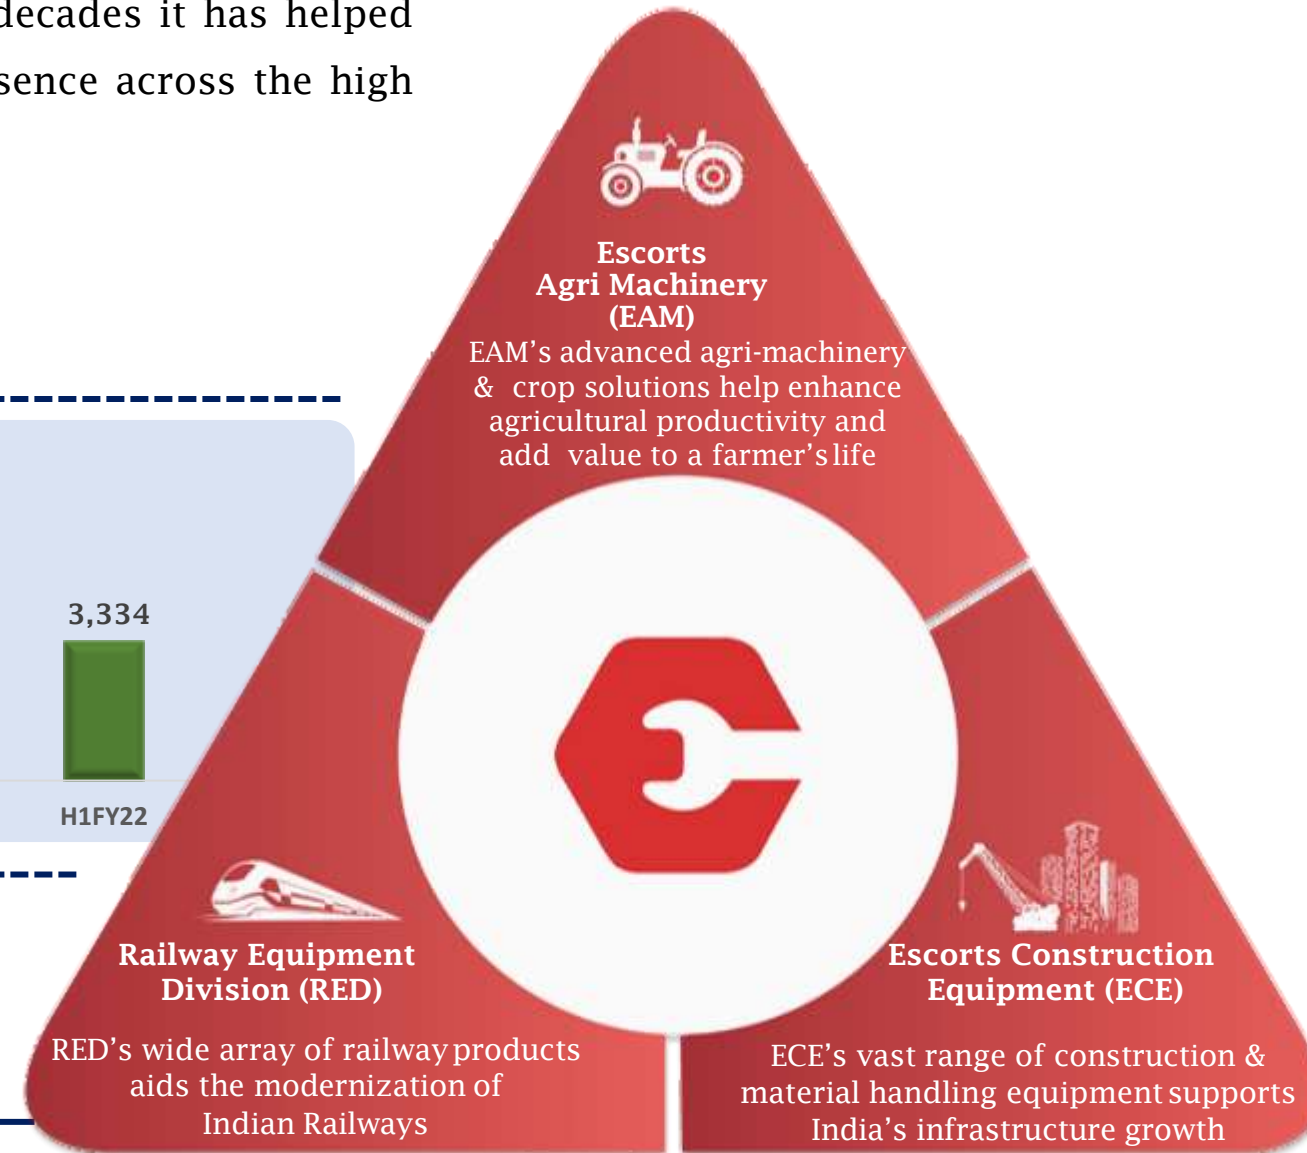 decades it has helped
sence across the high
Escorts
Agri Machinery
(EAM)
EAM’s advanced agri-machinery
& crop solutions help enhance
agricultural productivity and
add value to a farmer’s life
3,334
H1FY22
Railway Equipment
Division (RED)
RED’s wide array of railway products
aids the modernization of
Indian Railways
Escorts Construction
Equipment (ECE)
ECE’s vast range of construction &
material handling equipment supports
India’s infrastructure growth